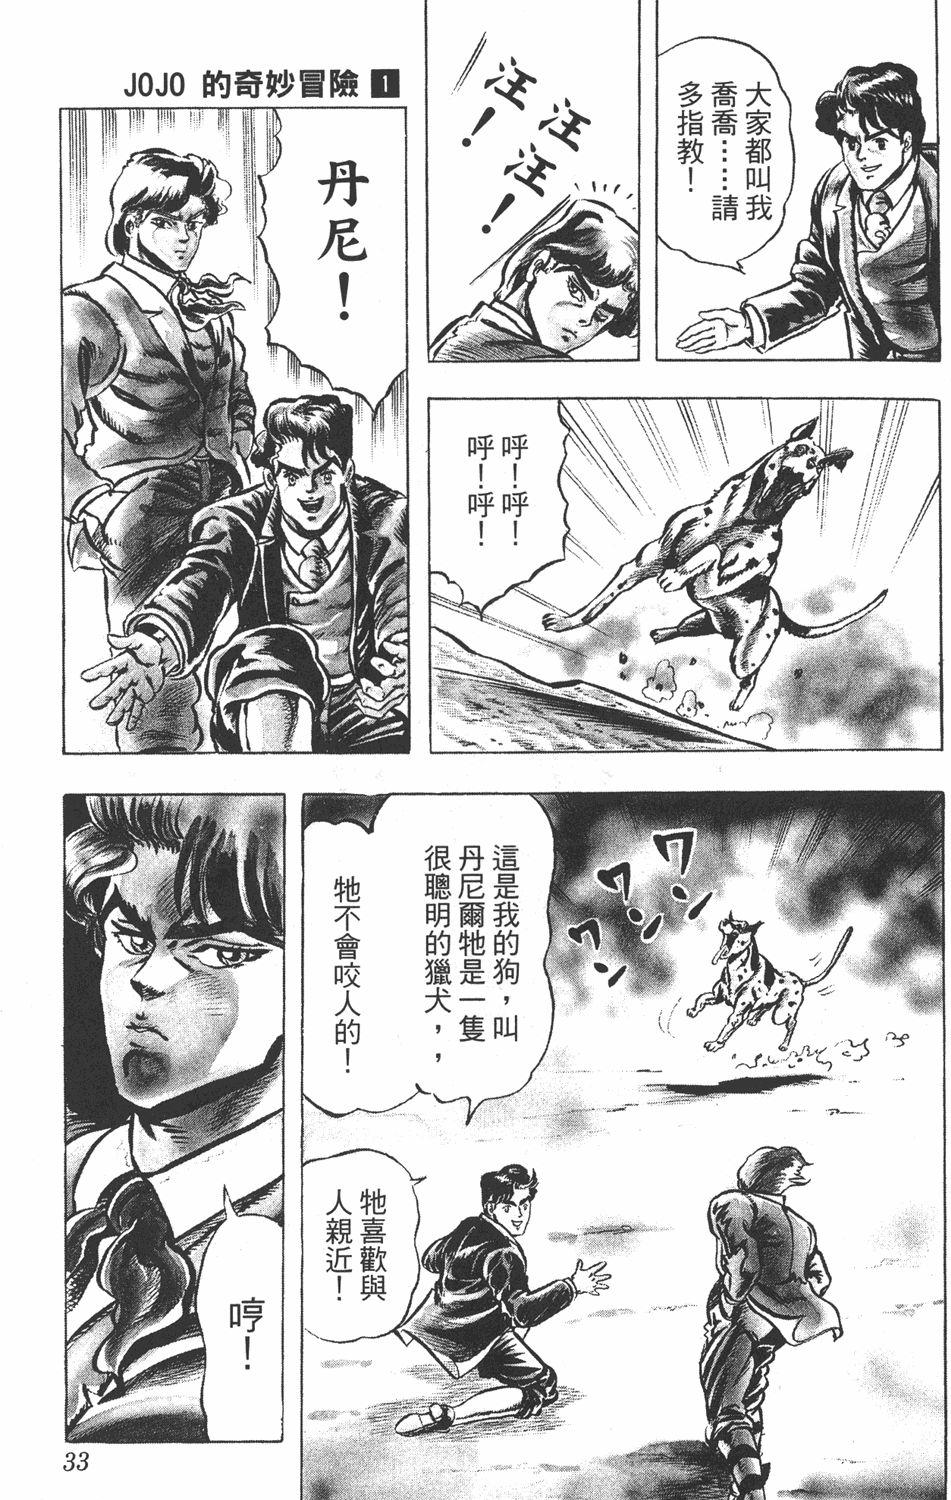 JOJO 的奇妙冒險 1
大家都叫我
喬喬……請
多指教！
汪汪！
汪！
丹尼！
呼！呼！
呼！呼！
這是我的狗，叫
丹尼爾牠是一隻
很聰明的獵犬，，
牠不會咬人的！
ワンワンワン
牠喜歡與
人親近！
哼！
33